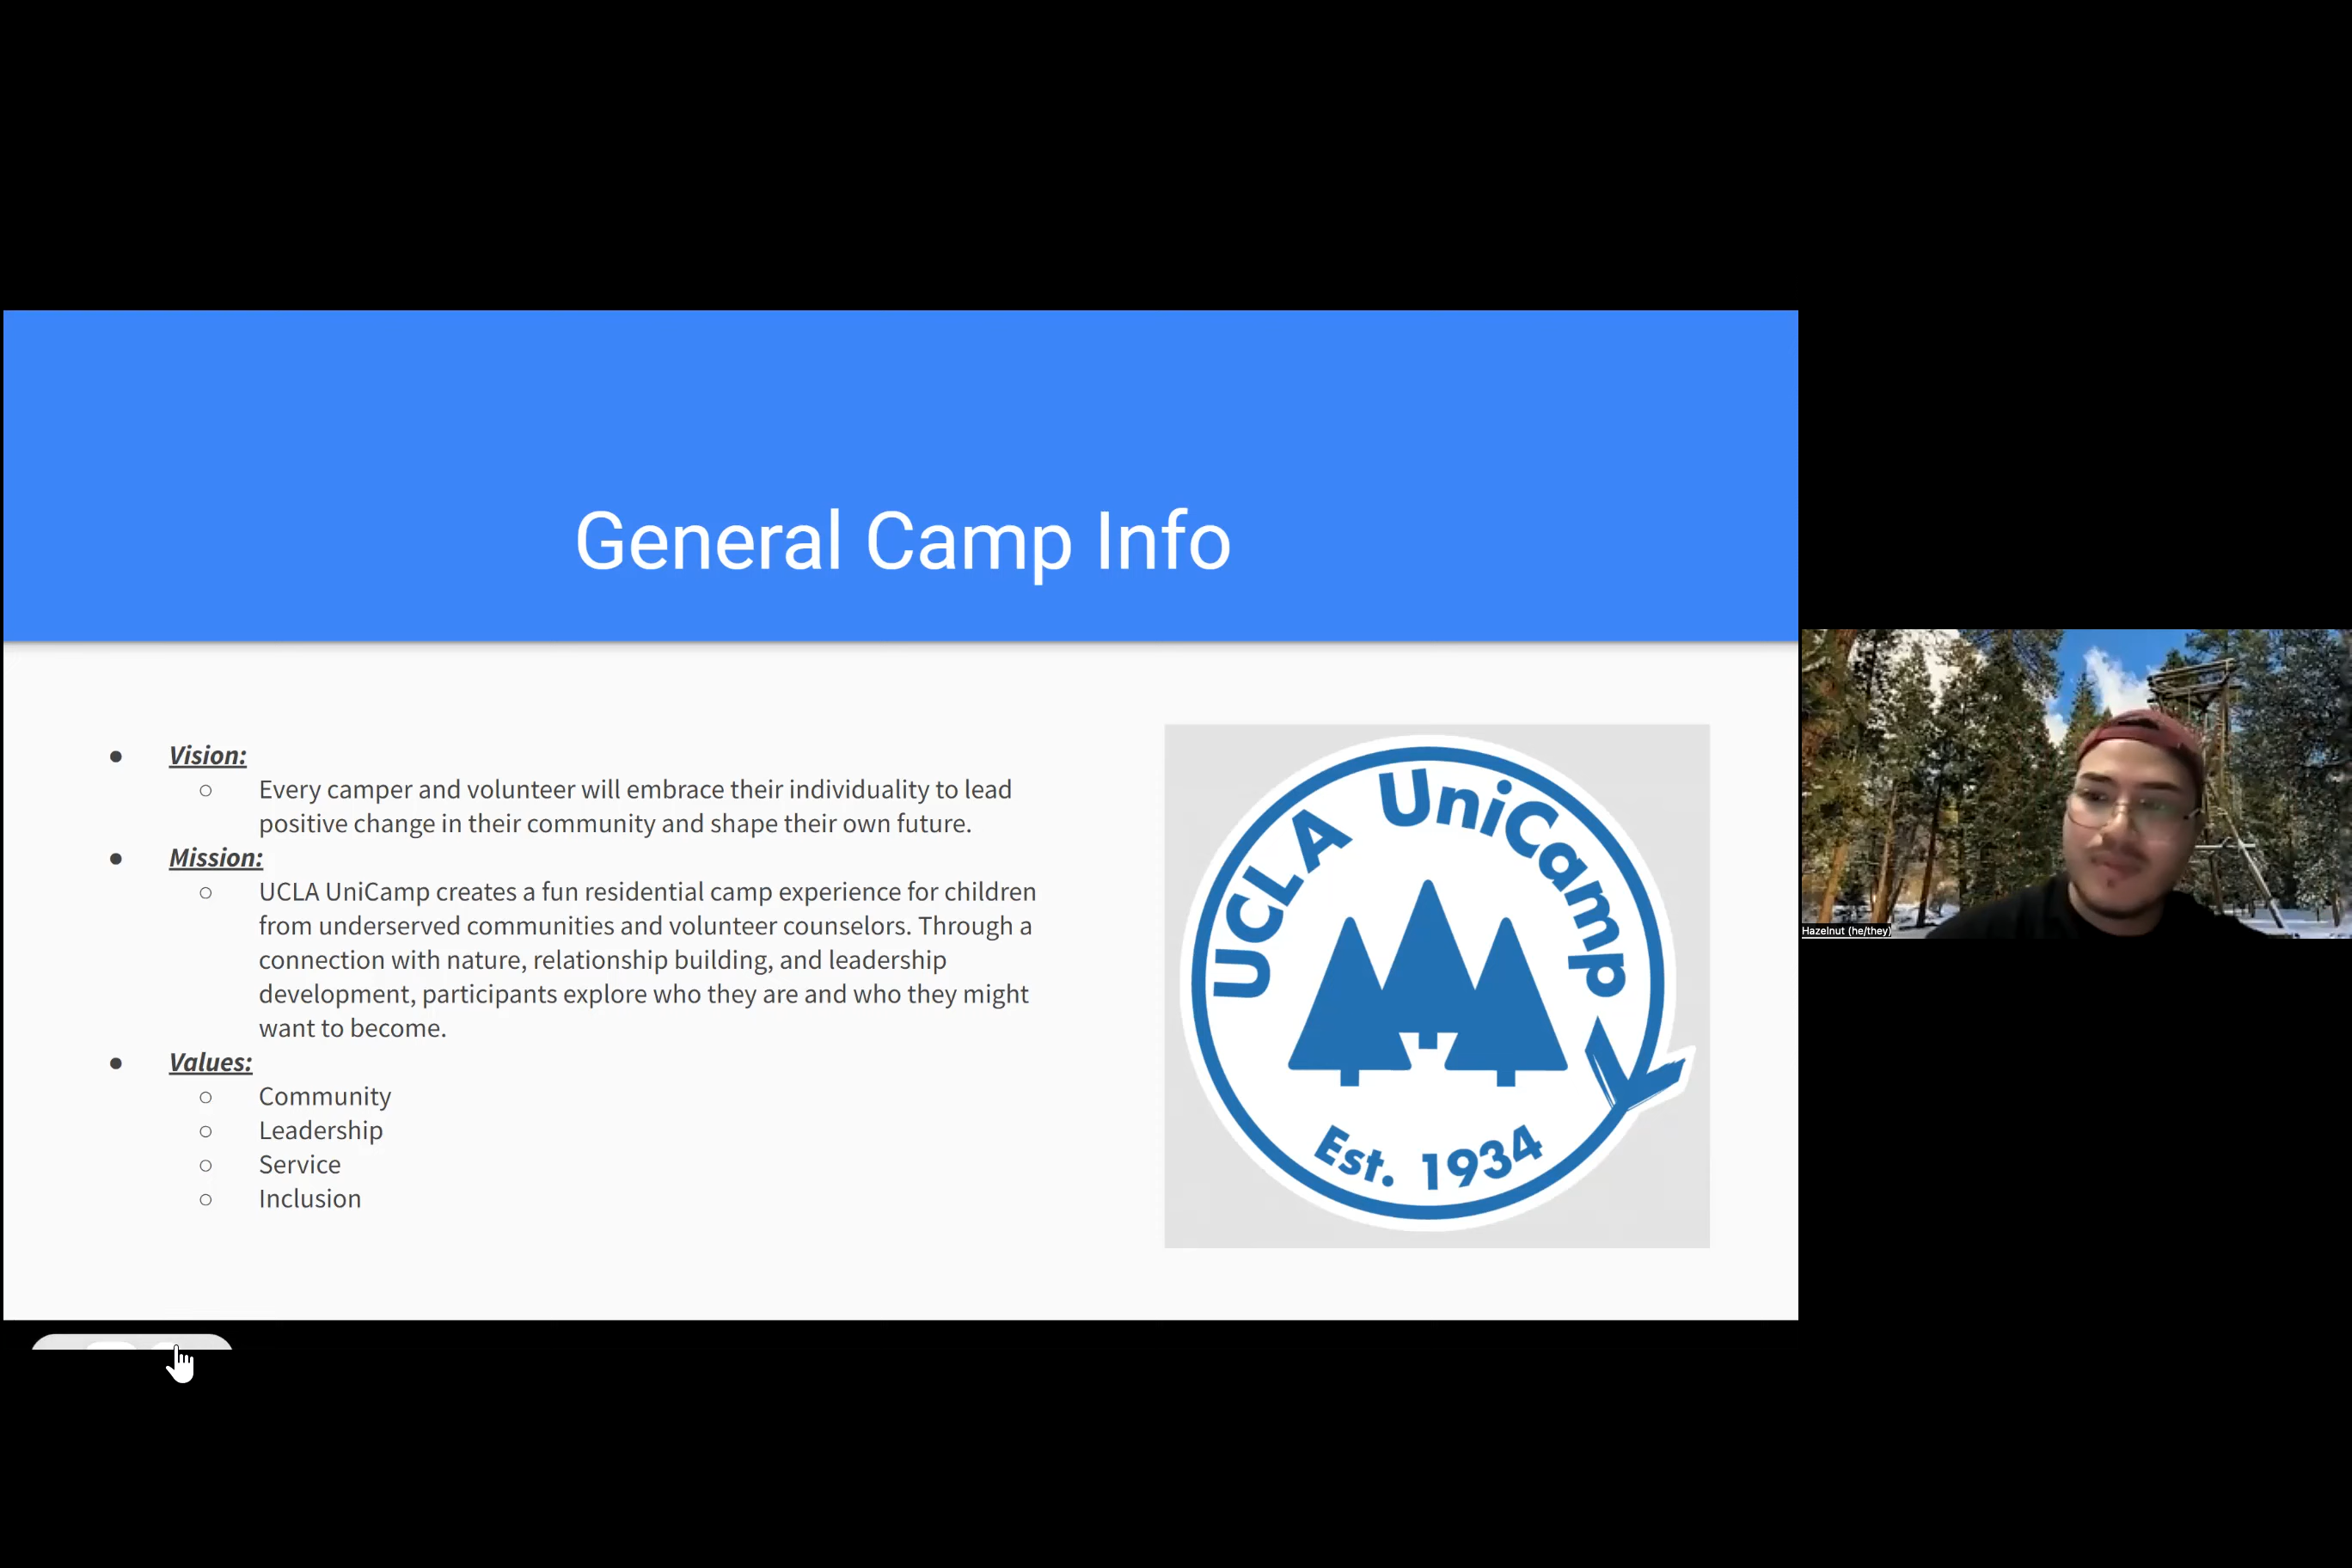 General Camp Info
● Vision:
○ Every camper and volunteer will embrace their individuality to lead
positive change in their community and shape their own future.
● Mission:
○ UCLA UniCamp creates a fun residential camp experience for children
from underserved communities and volunteer counselors. Through a
connection with nature, relationship building, and leadership
development, participants explore who they are and who they might
want to become.
● Values:
○ Community
○ Leadership
○ Service
○ Inclusion
UCLA UniCamp
Est. 1934
Hazelnut (he/they)